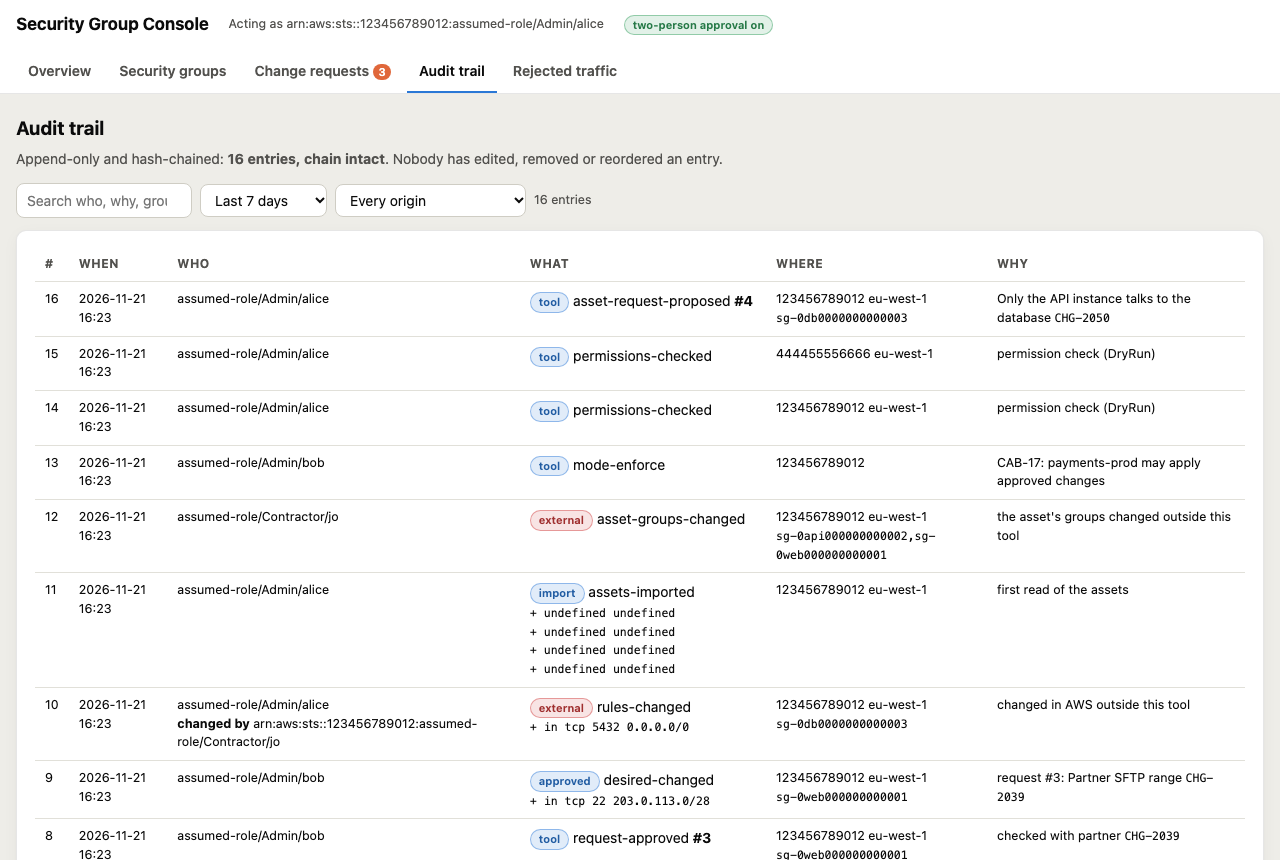 Security Group Console Acting as arn:aws:sts::123456789012:assumed-role/Admin/alice two-person approval on
Overview Security groups Change requests 3 Audit trail Rejected traffic
Audit trail
Append-only and hash-chained: 16 entries, chain intact. Nobody has edited, removed or reordered an entry.
Search who, why, grou Last 7 days Every origin 16 entries
# WHEN WHO WHAT WHERE WHY
16 2026-11-21 assumed-role/Admin/alice tool asset-request-proposed #4 123456789012 eu-west-1 Only the API instance talks to the
16:23 sg-0db0000000000003 database CHG-2050
15 2026-11-21 assumed-role/Admin/alice tool permissions-checked 444455556666 eu-west-1 permission check (DryRun)
16:23
14 2026-11-21 assumed-role/Admin/alice tool permissions-checked 123456789012 eu-west-1 permission check (DryRun)
16:23
13 2026-11-21 assumed-role/Admin/bob tool mode-enforce 123456789012 CAB-17: payments-prod may apply
16:23 approved changes
12 2026-11-21 assumed-role/Contractor/jo external asset-groups-changed 123456789012 eu-west-1 the asset's groups changed outside this
16:23 sg-0api000000000002,sg- tool
0web000000000001
11 2026-11-21 assumed-role/Admin/alice import assets-imported 123456789012 eu-west-1 first read of the assets
16:23 + undefined undefined
+ undefined undefined
+ undefined undefined
+ undefined undefined
10 2026-11-21 assumed-role/Admin/alice external rules-changed 123456789012 eu-west-1 changed in AWS outside this tool
16:23 changed by arn:aws:sts::123456789012:assumed- + in tcp 5432 0.0.0.0/0 sg-0db0000000000003
role/Contractor/jo
9 2026-11-21 assumed-role/Admin/bob approved desired-changed 123456789012 eu-west-1 request #3: Partner SFTP range CHG-
16:23 + in tcp 22 203.0.113.0/28 sg-0web000000000001 2039
8 2026-11-21 assumed-role/Admin/bob tool request-approved #3 123456789012 eu-west-1 checked with partner CHG-2039
16:23 sg-0web000000000001